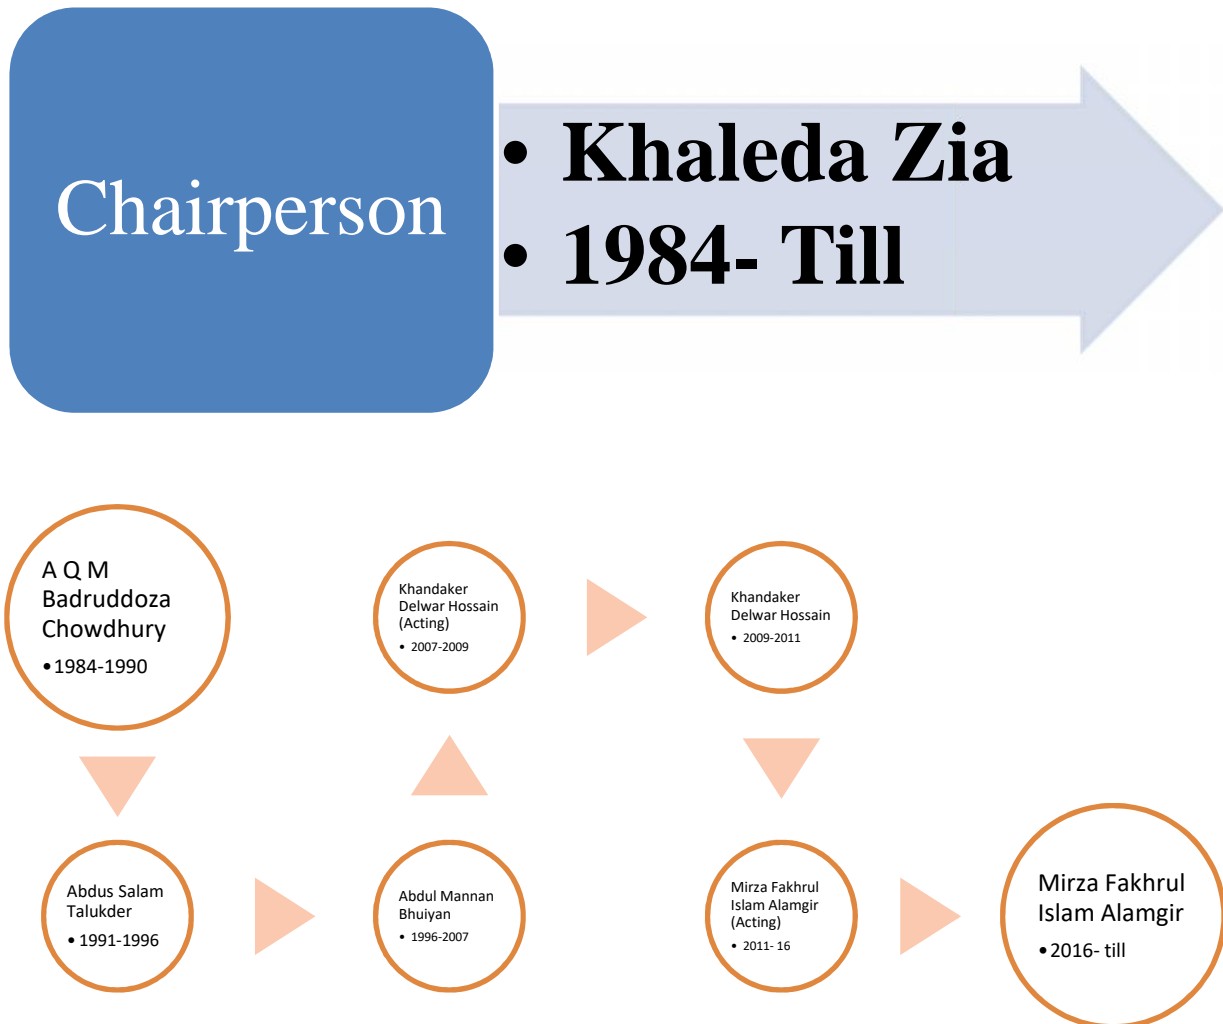 Chairperson
• Khaleda Zia
• 1984- Till
A Q M
Badruddoza
Chowdhury
•1984-1990
Abdus Salam
Talukder
• 1991-1996
Abdul Mannan
Bhuiyan
• 1996-2007
Khandaker
Delwar Hossain
(Acting)
• 2007-2009
Khandaker
Delwar Hossain
• 2009-2011
Mirza Fakhrul
Islam Alamgir
(Acting)
• 2011- 16
Mirza Fakhrul
Islam Alamgir
•2016- till